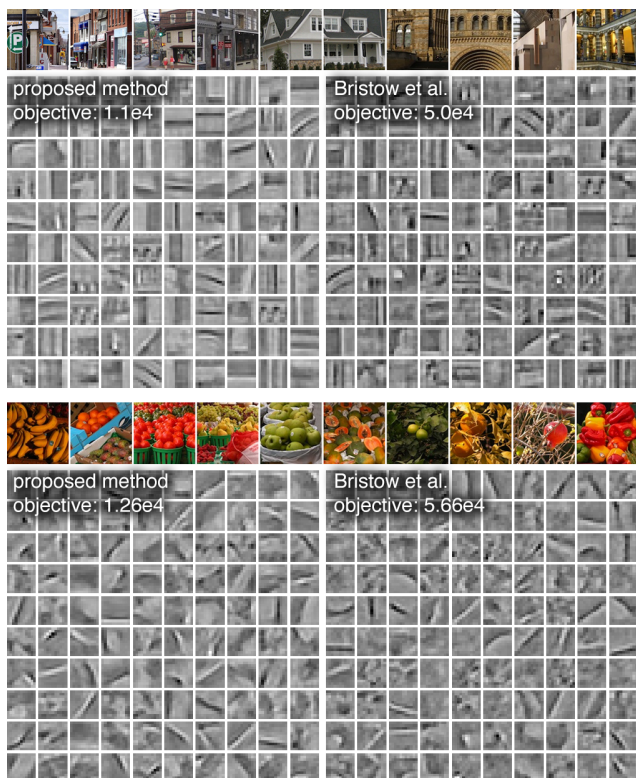 P
proposed method
objective: 1.1e4
Bristow et al.
objective: 5.0e4
proposed method
objective: 1.26e4
Bristow et al.
objective: 5.66e4